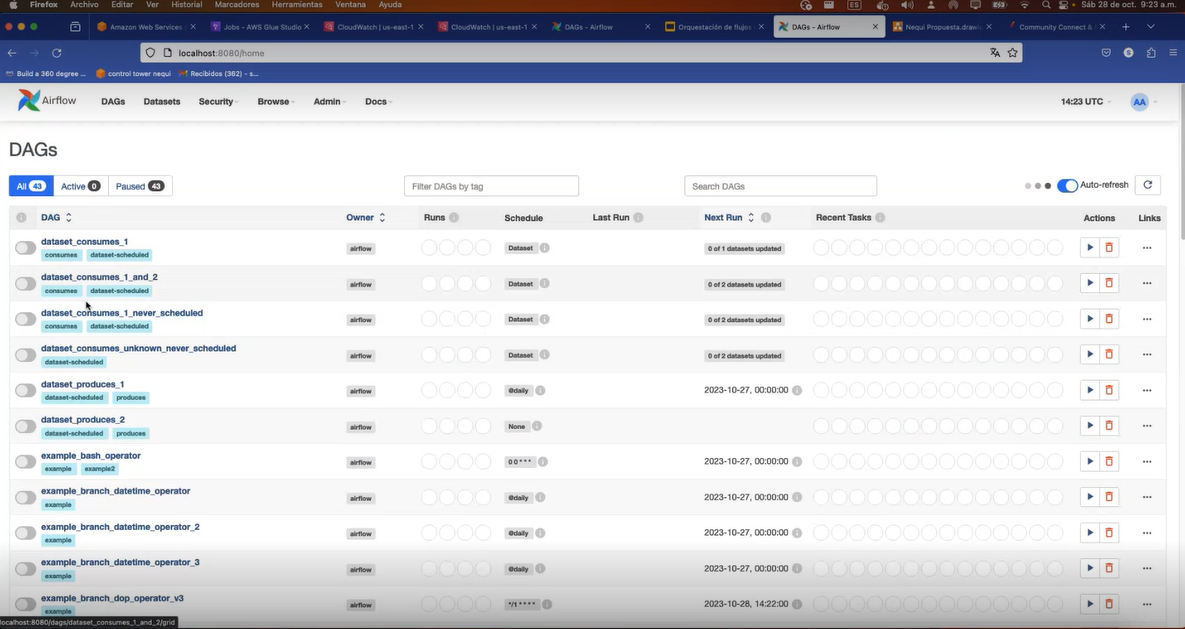 Firefox Archivo Editar Ver Historial Marcadores Herramientas Ventana Ayuda ES Sáb 28 de oct. 9:23 a.m.
Amazon Web Services Jobs - AWS Glue Studio CloudWatch | us-east-1 CloudWatch | us-east-1 DAGs - Airflow Orquestación de flujos DAGs - Airflow Nequi Propuesta.drawi Community Connect &
localhost:8080/home
Build a 360 degree ... control tower nequi Recibidos (362) - s...
Airflow DAGs Datasets Security Browse Admin Docs 14:23 UTC AA
DAGs
All 43 Active 0 Paused 43 Filter DAGs by tag Search DAGs Auto-refresh
DAG Owner Runs Schedule Last Run Next Run Recent Tasks Actions Links
dataset_consumes_1
consumes dataset-scheduled airflow Dataset 0 of 1 datasets updated
dataset_consumes_1_and_2
consumes dataset-scheduled airflow Dataset 0 of 2 datasets updated
dataset_consumes_1_never_scheduled
consumes dataset-scheduled airflow Dataset 0 of 2 datasets updated
dataset_consumes_unknown_never_scheduled
dataset-scheduled airflow Dataset 0 of 2 datasets updated
dataset_produces_1
dataset-scheduled produces airflow @daily 2023-10-27, 00:00:00
dataset_produces_2
dataset-scheduled produces airflow None
example_bash_operator
example example2 airflow 0 0 * * * 2023-10-27, 00:00:00
example_branch_datetime_operator
example airflow @daily 2023-10-27, 00:00:00
example_branch_datetime_operator_2
example airflow @daily 2023-10-27, 00:00:00
example_branch_datetime_operator_3
example airflow @daily 2023-10-27, 00:00:00
example_branch_dop_operator_v3
example airflow */1 * * * * 2023-10-28, 14:22:00
localhost:8080/dags/dataset_consumes_1_and_2/grid